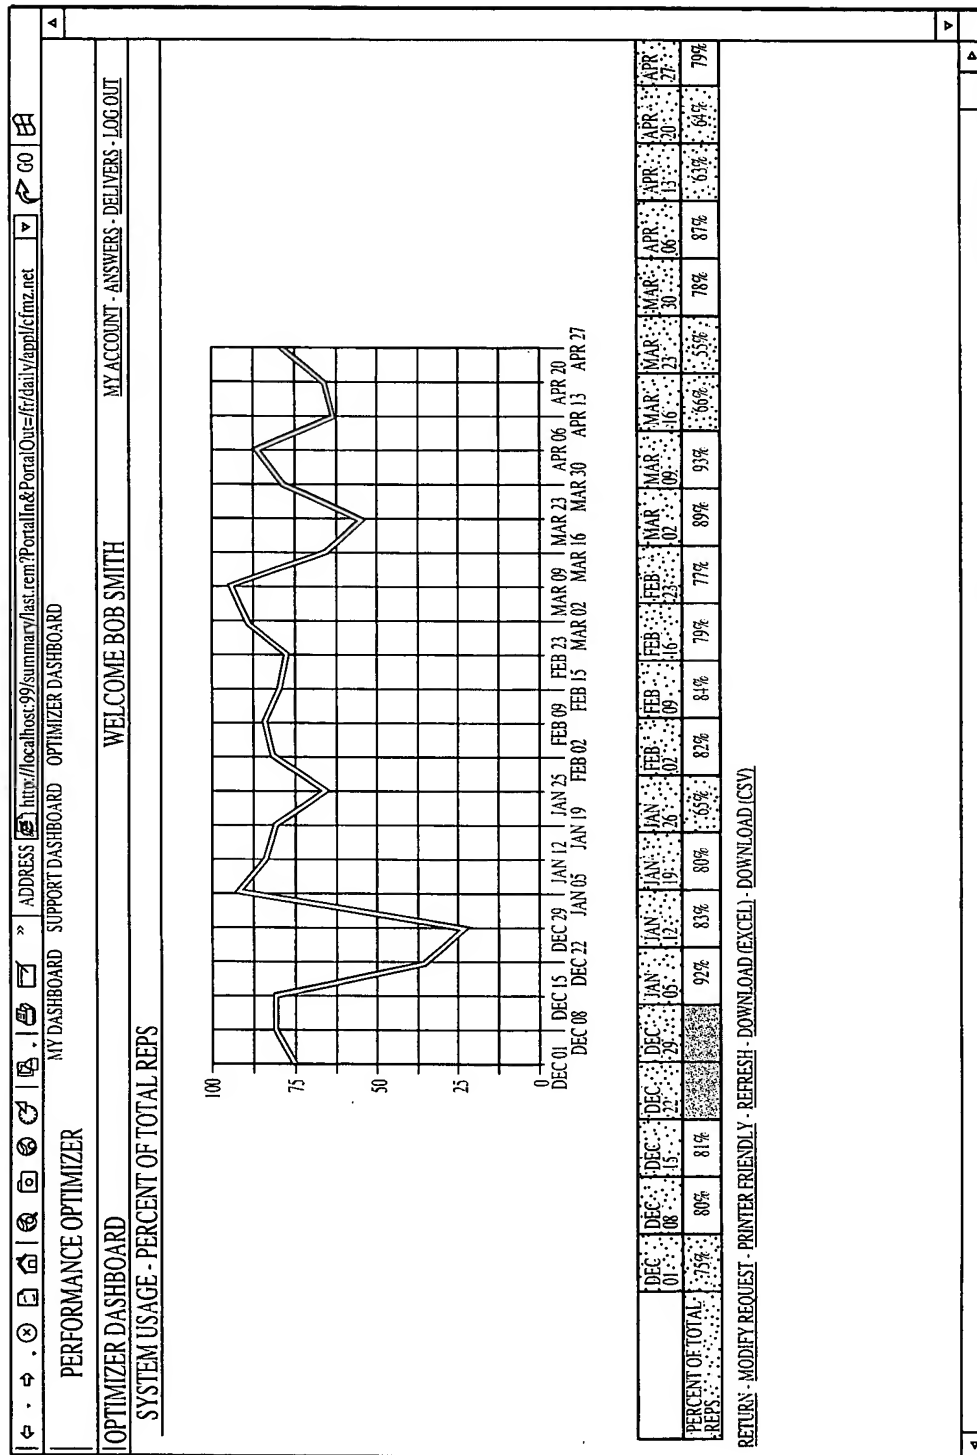 » ADDRESS http://localhost:99/summary/last.rem?PortalIn&PortalOut=/fr/daily/appl/cfmz.net GO
PERFORMANCE OPTIMIZER MY DASHBOARD SUPPORT DASHBOARD OPTIMIZER DASHBOARD
OPTIMIZER DASHBOARD WELCOME BOB SMITH MY ACCOUNT - ANSWERS - DELIVERS - LOG OUT
SYSTEM USAGE - PERCENT OF TOTAL REPS
100
75
50
25
0
DEC 01 DEC 15 DEC 29 JAN 12 JAN 25 FEB 09 FEB 23 MAR 09 MAR 23 APR 06 APR 20
DEC 08 DEC 22 JAN 05 JAN 19 FEB 02 FEB 15 MAR 02 MAR 16 MAR 30 APR 13 APR 27
DEC 01 DEC 08 DEC 15 DEC 22 DEC 29 JAN 05 JAN 12 JAN 19 JAN 26 FEB 02 FEB 09 FEB 16 FEB 23 MAR 02 MAR 09 MAR 16 MAR 23 MAR 30 APR 06 APR 13 APR 20 APR 27
PERCENT OF TOTAL REPS 75% 80% 81% 92% 83% 80% 65% 82% 84% 79% 77% 89% 93% 66% 55% 78% 87% 63% 64% 79%
RETURN - MODIFY REQUEST - PRINTER FRIENDLY - REFRESH - DOWNLOAD (EXCEL) - DOWNLOAD (CSV)